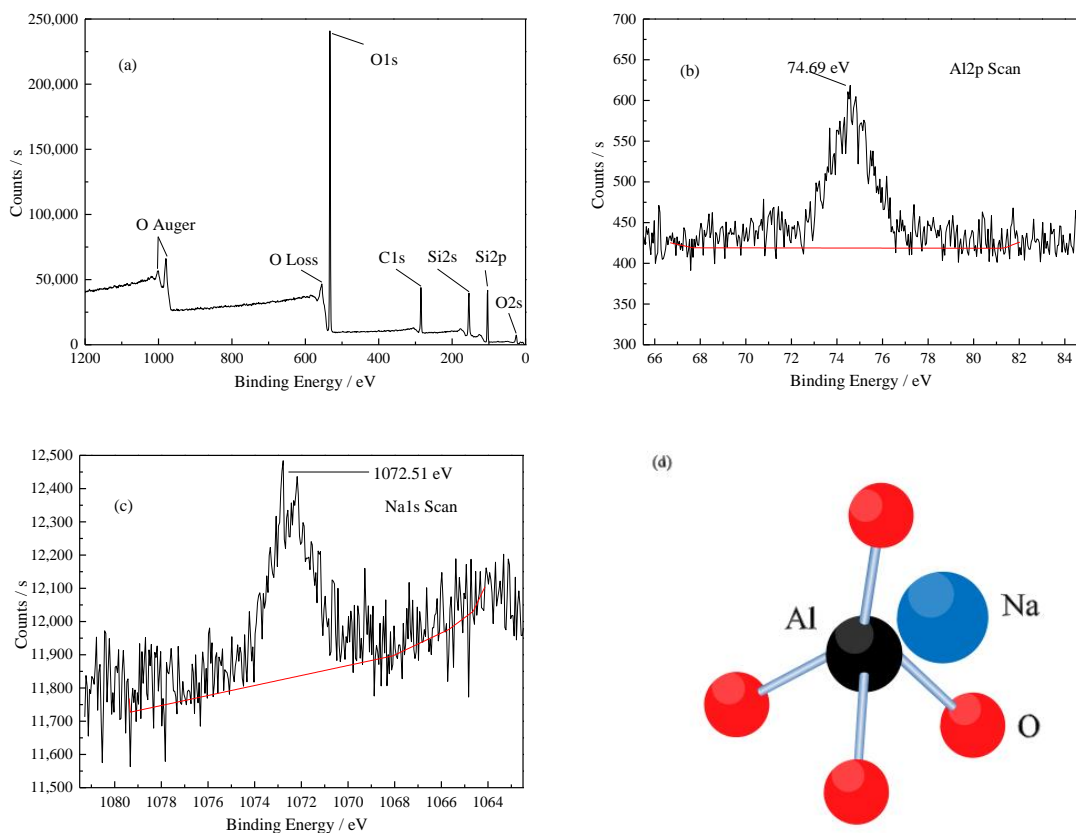 (a)
250,000
200,000
150,000
100,000
50,000
0
Counts / s
O1s
O Auger
O Loss
C1s
Si2s
Si2p
O2s
1200 1000 800 600 400 200 0
Binding Energy / eV
(b)
700
650
600
550
500
450
400
350
300
Counts / s
74.69 eV
Al2p Scan
66 68 70 72 74 76 78 80 82 84
Binding Energy / eV
(c)
12,500
12,400
12,300
12,200
12,100
12,000
11,900
11,800
11,700
11,600
11,500
Counts / s
1072.51 eV
Na1s Scan
1080 1078 1076 1074 1072 1070 1068 1066 1064
Binding Energy / eV
(d)
Al
Na
O